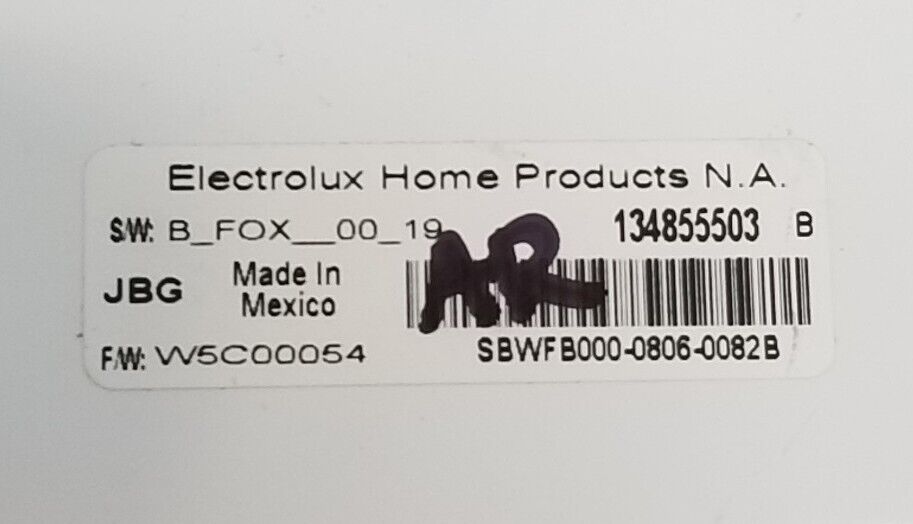 Electrolux Home Products N.A.
S/W: B_FOX__00_19 134855503 B
JBG Made In
Mexico
AR
F/W: W5C00054 SBWFB000-0806-0082B